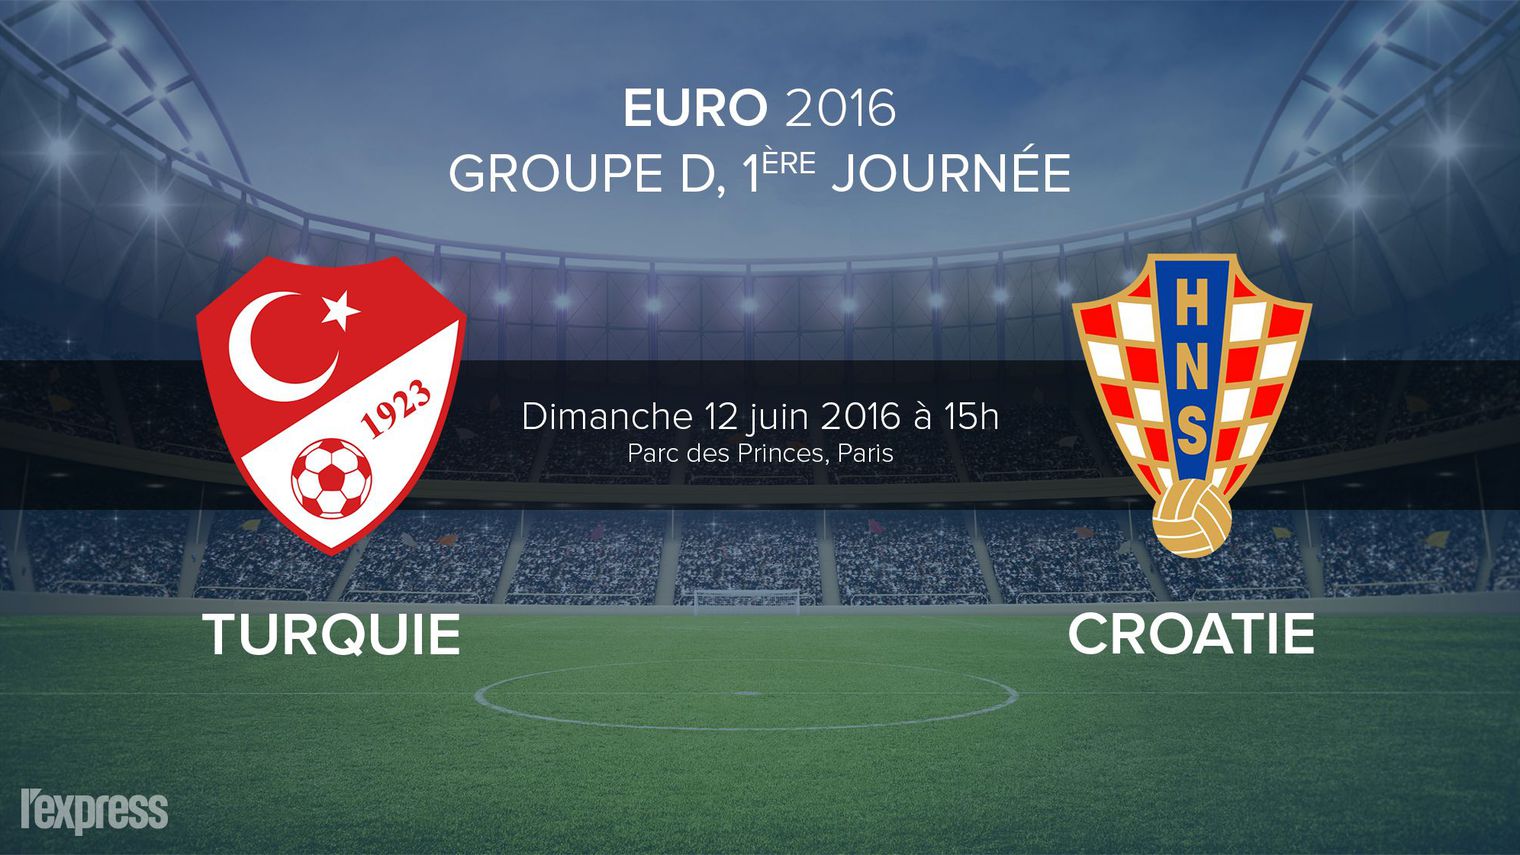 EURO 2016
GROUPE D, 1ÈRE JOURNÉE
1923
HNS
Dimanche 12 juin 2016 à 15h
Parc des Princes, Paris
TURQUIE
CROATIE
l'express